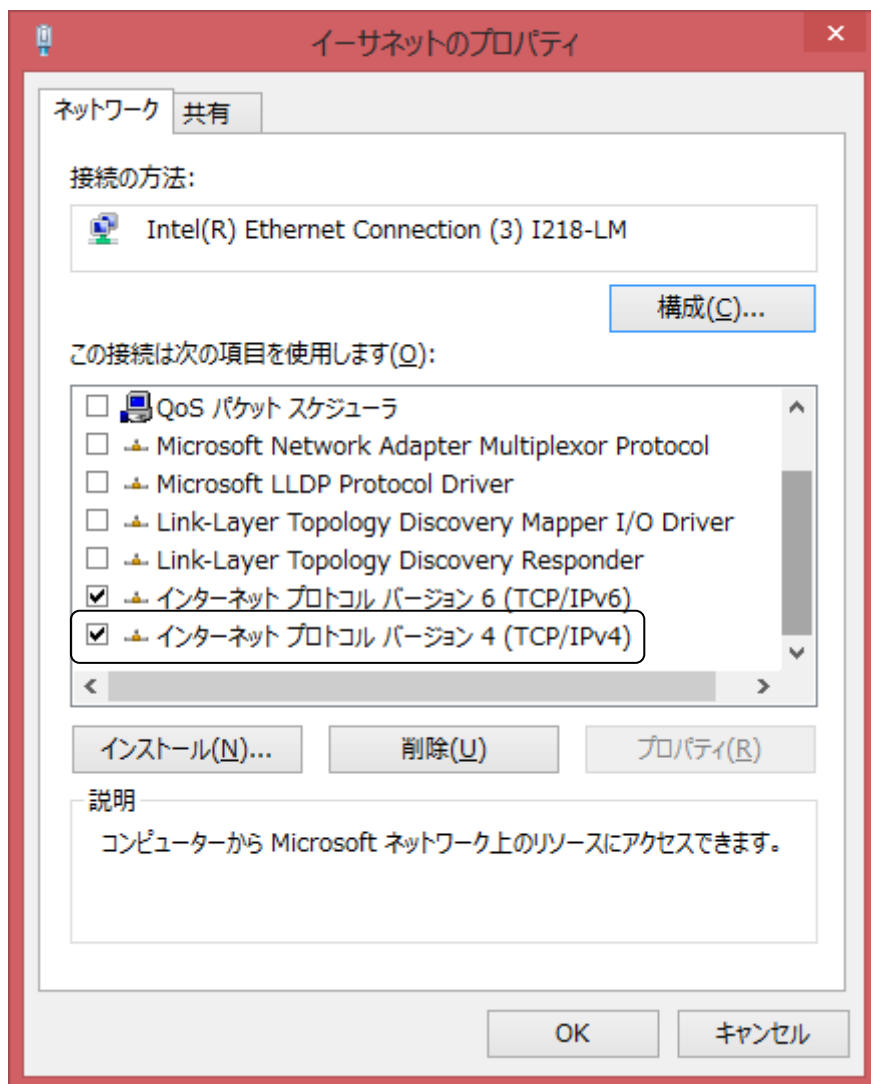 イーサネットのプロパティ
ネットワーク
共有
接続の方法:
Intel(R) Ethernet Connection (3) I218-LM
構成(C)...
この接続は次の項目を使用します(O):
QoS パケット スケジューラ
Microsoft Network Adapter Multiplexor Protocol
Microsoft LLDP Protocol Driver
Link-Layer Topology Discovery Mapper I/O Driver
Link-Layer Topology Discovery Responder
インターネット プロトコル バージョン 6 (TCP/IPv6)
インターネット プロトコル バージョン 4 (TCP/IPv4)
インストール(N)...
削除(U)
プロパティ(R)
説明
コンピューターから Microsoft ネットワーク上のリソースにアクセスできます。
OK
キャンセル